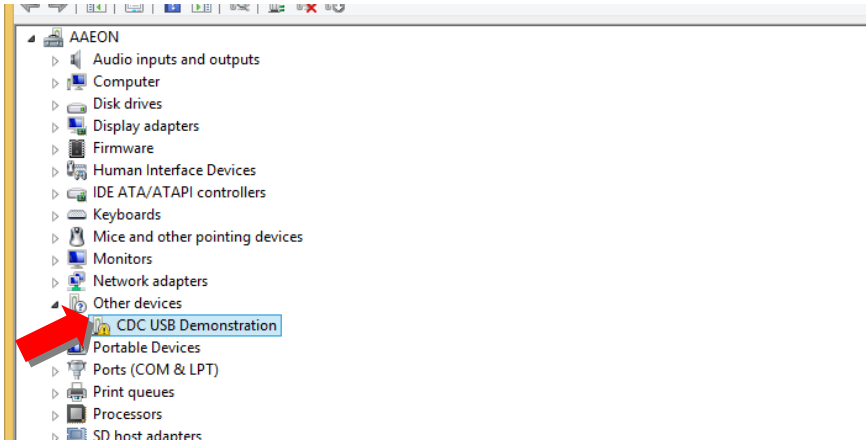 AAEON
Audio inputs and outputs
Computer
Disk drives
Display adapters
Firmware
Human Interface Devices
IDE ATA/ATAPI controllers
Keyboards
Mice and other pointing devices
Monitors
Network adapters
Other devices
CDC USB Demonstration
Portable Devices
Ports (COM & LPT)
Print queues
Processors
SD host adapters